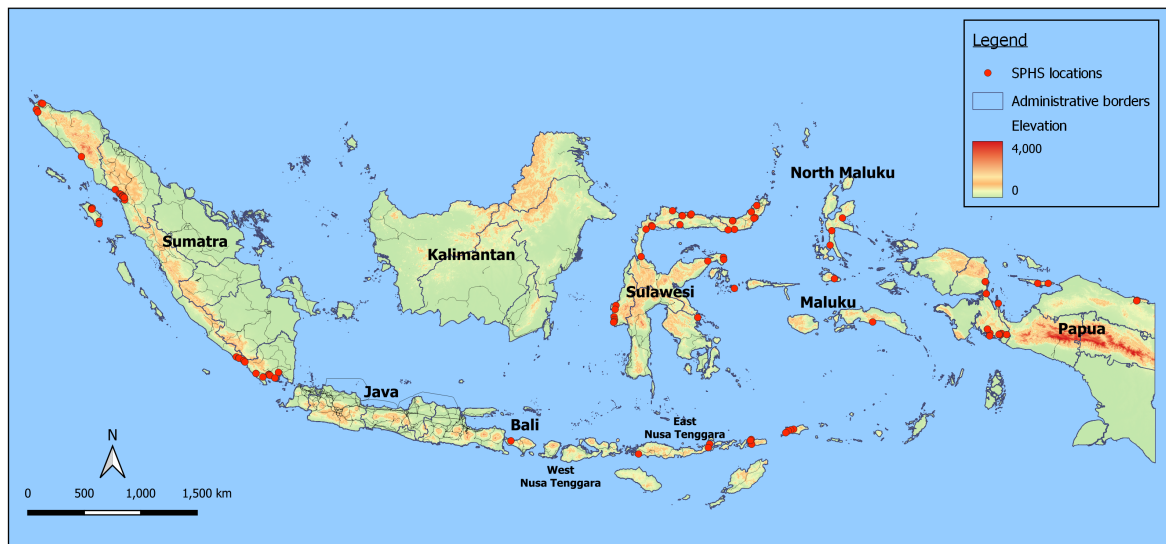 Legend
SPHS locations
Administrative borders
Elevation
4,000
0
North Maluku
Sumatra
Kalimantan
Sulawesi
Maluku
Papua
Java
Bali
East
Nusa Tenggara
West
Nusa Tenggara
N
0 500 1,000 1,500 km